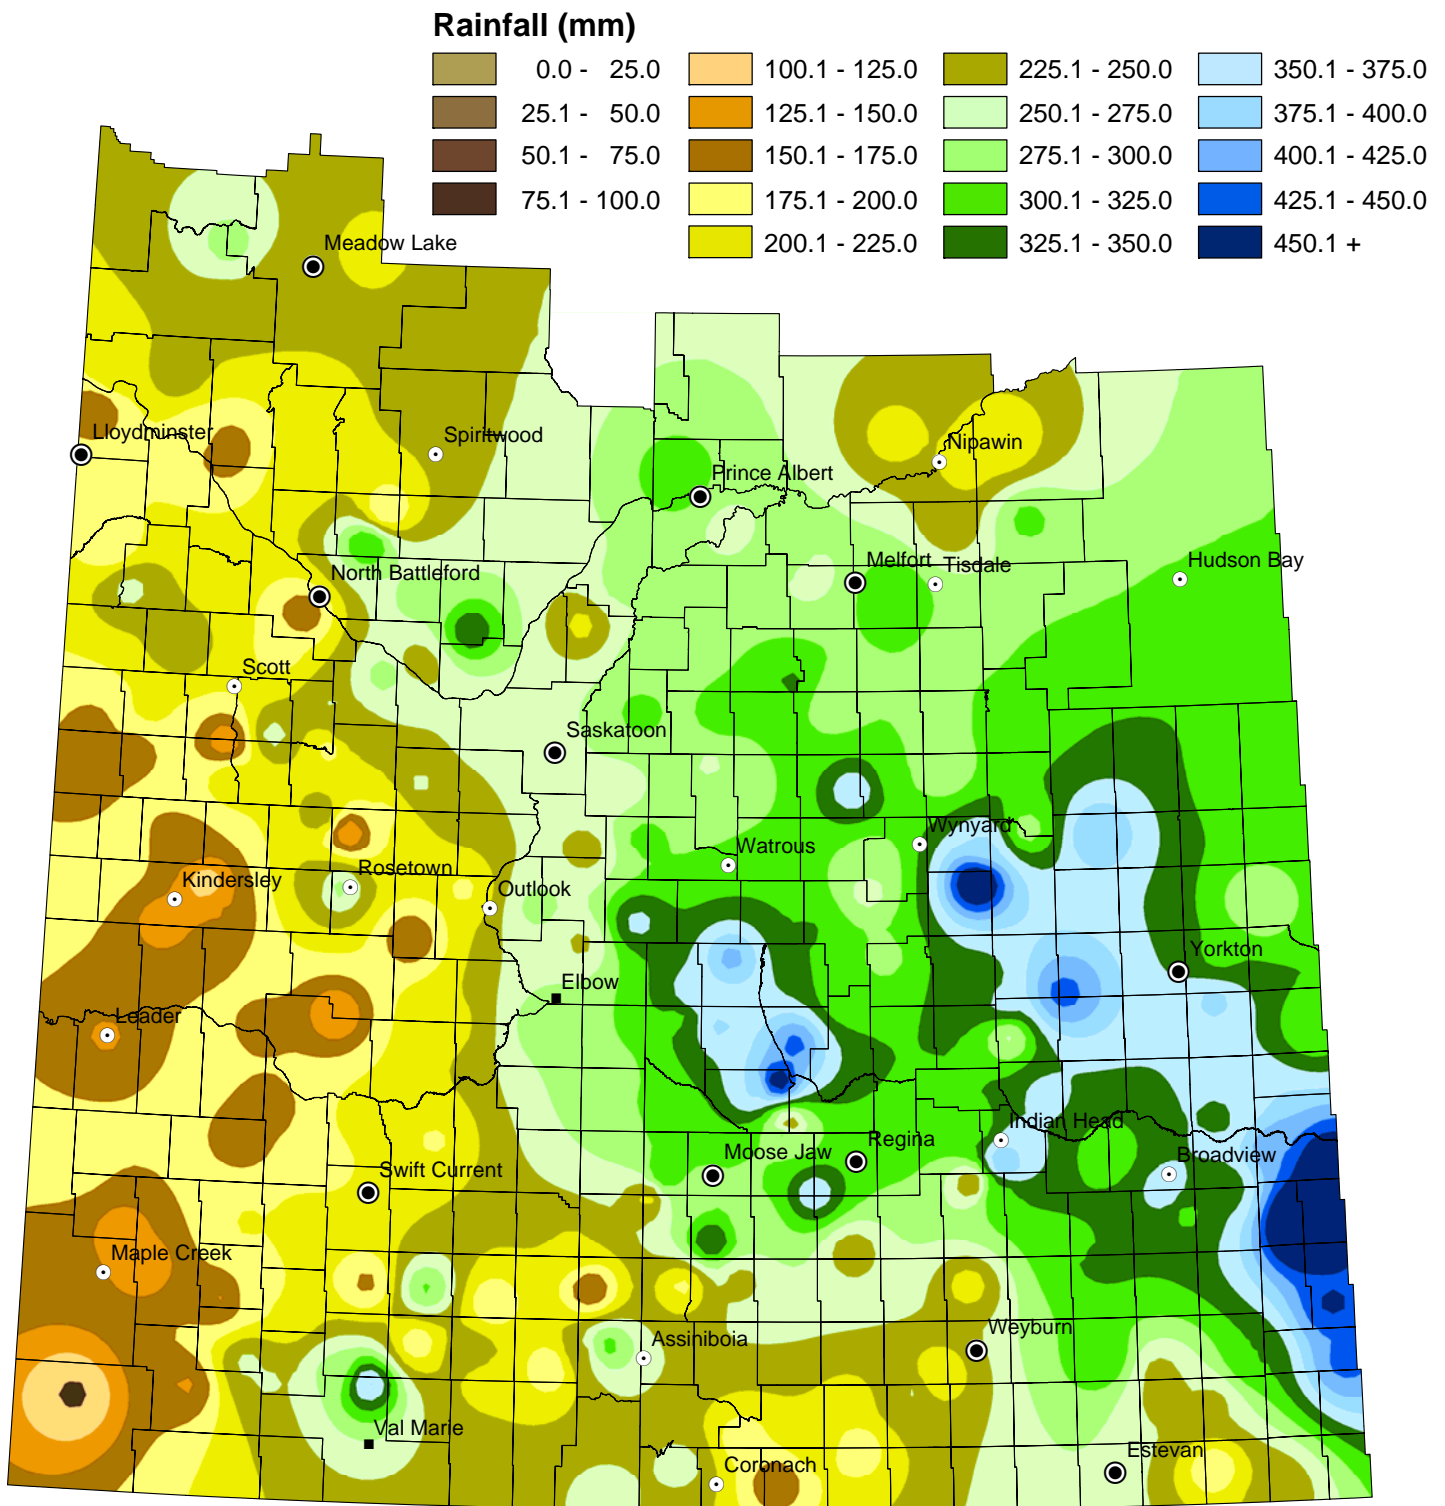 Rainfall (mm)
0.0 - 25.0
25.1 - 50.0
50.1 - 75.0
75.1 - 100.0
100.1 - 125.0
125.1 - 150.0
150.1 - 175.0
175.1 - 200.0
200.1 - 225.0
225.1 - 250.0
250.1 - 275.0
275.1 - 300.0
300.1 - 325.0
325.1 - 350.0
350.1 - 375.0
375.1 - 400.0
400.1 - 425.0
425.1 - 450.0
450.1 +
Meadow Lake
Lloydminster
Spiritwood
Nipawin
Prince Albert
North Battleford
Melfort
Tisdale
Hudson Bay
Scott
Saskatoon
Wynyard
Watrous
Rosetown
Kindersley
Outlook
Yorkton
Elbow
Leader
Indian Head
Regina
Moose Jaw
Broadview
Swift Current
Maple Creek
Weyburn
Assiniboia
Val Marie
Estevan
Coronach